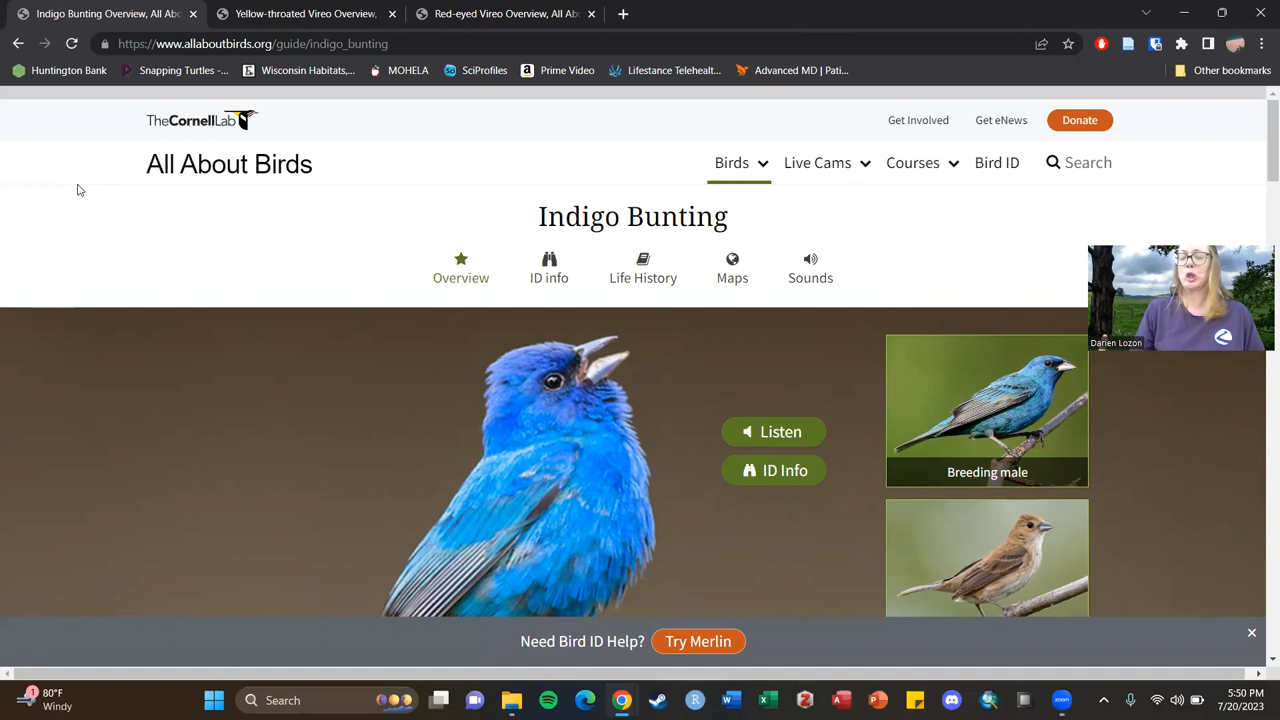 Indigo Bunting Overview, All Abo
Yellow-throated Vireo Overview,
Red-eyed Vireo Overview, All Ab
https://www.allaboutbirds.org/guide/indigo_bunting
Huntington Bank
Snapping Turtles -...
Wisconsin Habitats,...
MOHELA
SciProfiles
Prime Video
Lifestance Telehealt...
Advanced MD | Pati...
Other bookmarks
TheCornellLab
Get Involved
Get eNews
Donate
All About Birds
Birds
Live Cams
Courses
Bird ID
Search
Indigo Bunting
Overview
ID info
Life History
Maps
Sounds
Darien Lozon
Listen
ID Info
Breeding male
Need Bird ID Help?
Try Merlin
1
80°F
Windy
Search
5:50 PM
7/20/2023